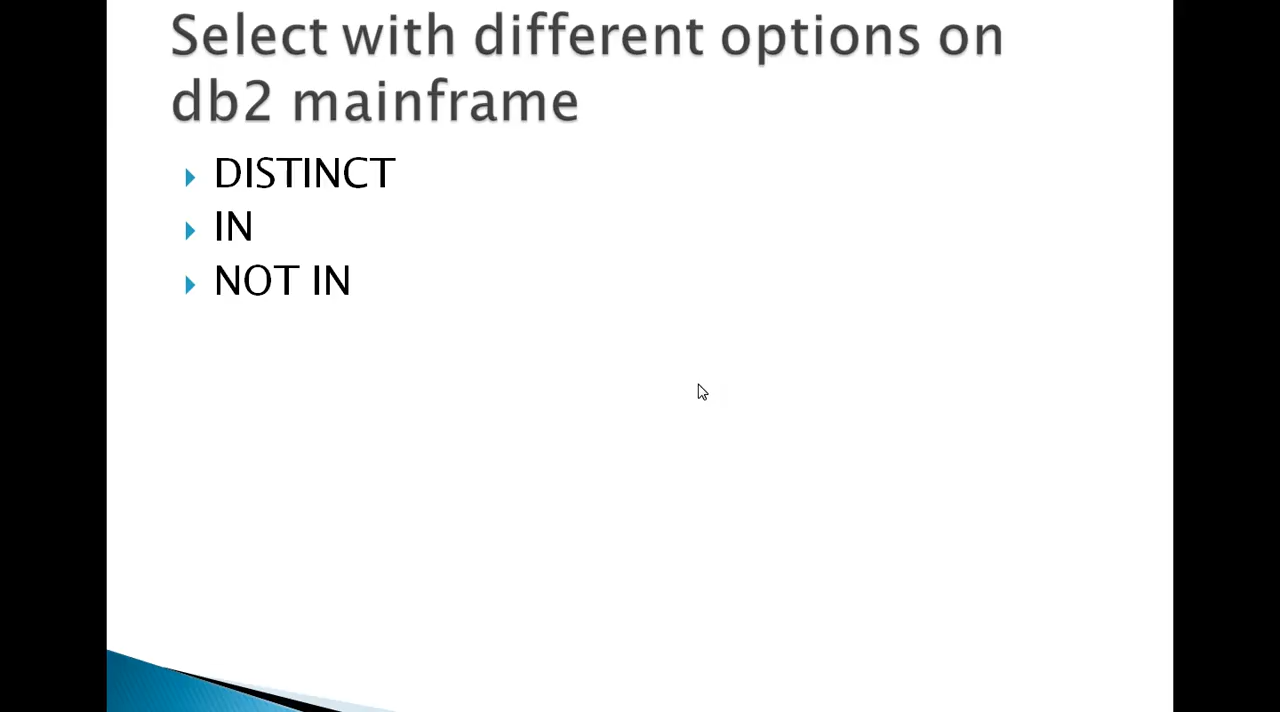 Select with different options on
db2 mainframe
DISTINCT
IN
NOT IN